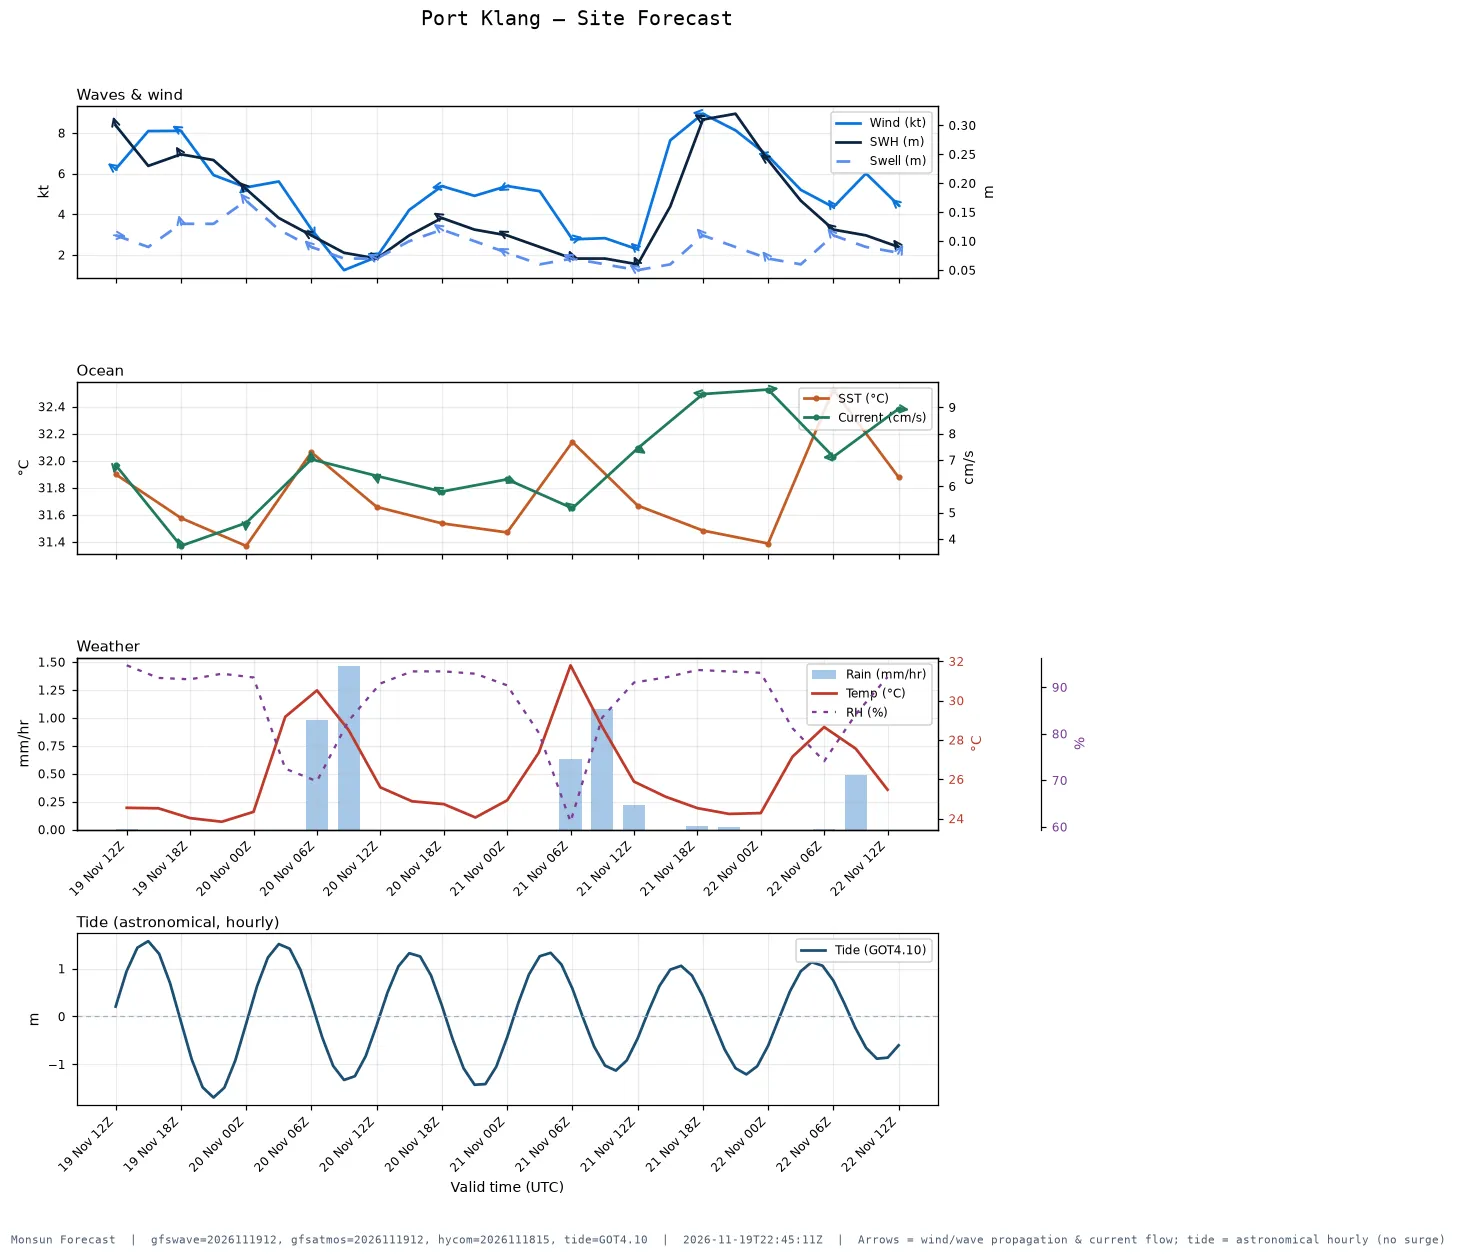 Port Klang — Site Forecast
Waves & wind
8
6
4
2
kt
0.30
0.25
0.20
0.15
0.10
0.05
m
Wind (kt)
SWH (m)
Swell (m)
Ocean
32.4
32.2
32.0
31.8
31.6
31.4
°C
9
8
7
6
5
4
cm/s
SST (°C)
Current (cm/s)
Weather
1.50
1.25
1.00
0.75
0.50
0.25
0.00
mm/hr
32
30
28
26
24
°C
90
80
70
60
%
Rain (mm/hr)
Temp (°C)
RH (%)
19 Nov 12Z
19 Nov 18Z
20 Nov 00Z
20 Nov 06Z
20 Nov 12Z
20 Nov 18Z
21 Nov 00Z
21 Nov 06Z
21 Nov 12Z
21 Nov 18Z
22 Nov 00Z
22 Nov 06Z
22 Nov 12Z
Tide (astronomical, hourly)
1
0
−1
m
Tide (GOT4.10)
19 Nov 12Z
19 Nov 18Z
20 Nov 00Z
20 Nov 06Z
20 Nov 12Z
20 Nov 18Z
21 Nov 00Z
21 Nov 06Z
21 Nov 12Z
21 Nov 18Z
22 Nov 00Z
22 Nov 06Z
22 Nov 12Z
Valid time (UTC)
Monsun Forecast | gfswave=2026111912, gfsatmos=2026111912, hycom=2026111815, tide=GOT4.10 | 2026-11-19T22:45:11Z | Arrows = wind/wave propagation & current flow; tide = astronomical hourly (no surge)